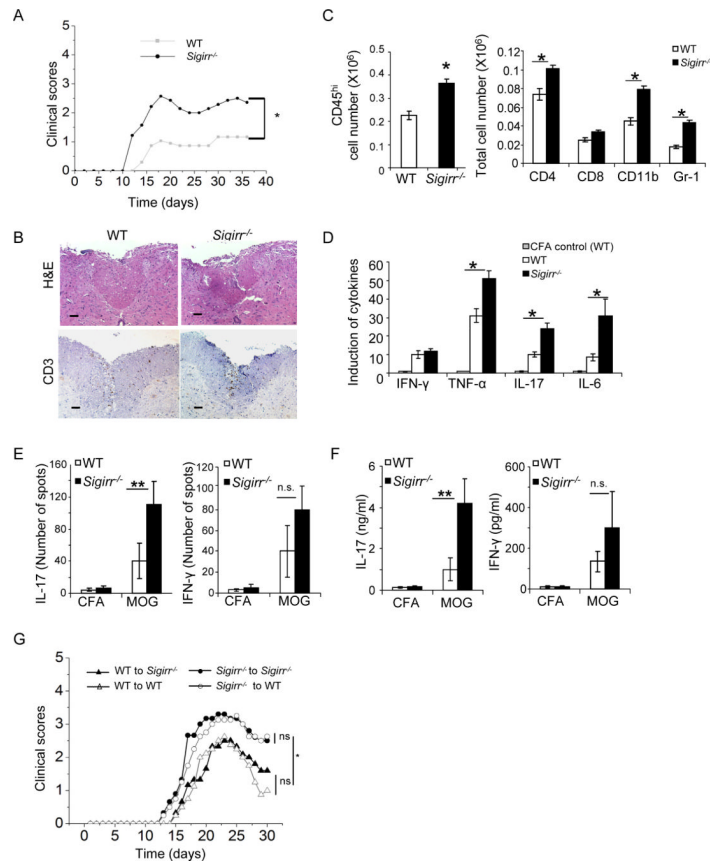 A
WT
Sigirr-/-
Clinical scores
5
4
3
2
1
0
*
0 5 10 15 20 25 30 35 40
Time (days)
C
CD45hi
cell number (X10⁶)
0.4
0.3
0.2
0.1
0
*
WT Sigirr-/-
Total cell number (X10⁶)
0.12
0.10
0.08
0.06
0.04
0.02
0
WT
Sigirr-/-
* * *
CD4 CD8 CD11b Gr-1
B
WT Sigirr-/-
H&E
CD3
D
CFA control (WT)
WT
Sigirr-/-
Induction of cytokines
60
50
40
30
20
10
0
* * *
IFN-γ TNF-α IL-17 IL-6
E
WT
Sigirr-/-
IL-17 (Number of spots)
160
120
80
40
0
**
CFA MOG
WT
Sigirr-/-
IFN-γ (Number of spots)
120
100
80
60
40
20
0
n.s.
CFA MOG
F
WT
Sigirr-/-
IL-17 (ng/ml)
6
4
2
0
**
CFA MOG
WT
Sigirr-/-
IFN-γ (pg/ml)
600
400
200
0
n.s.
CFA MOG
G
WT to Sigirr-/- Sigirr-/- to Sigirr-/-
WT to WT Sigirr-/- to WT
Clinical scores
5
4
3
2
1
0
ns
*
ns
0 5 10 15 20 25 30 35
Time (days)